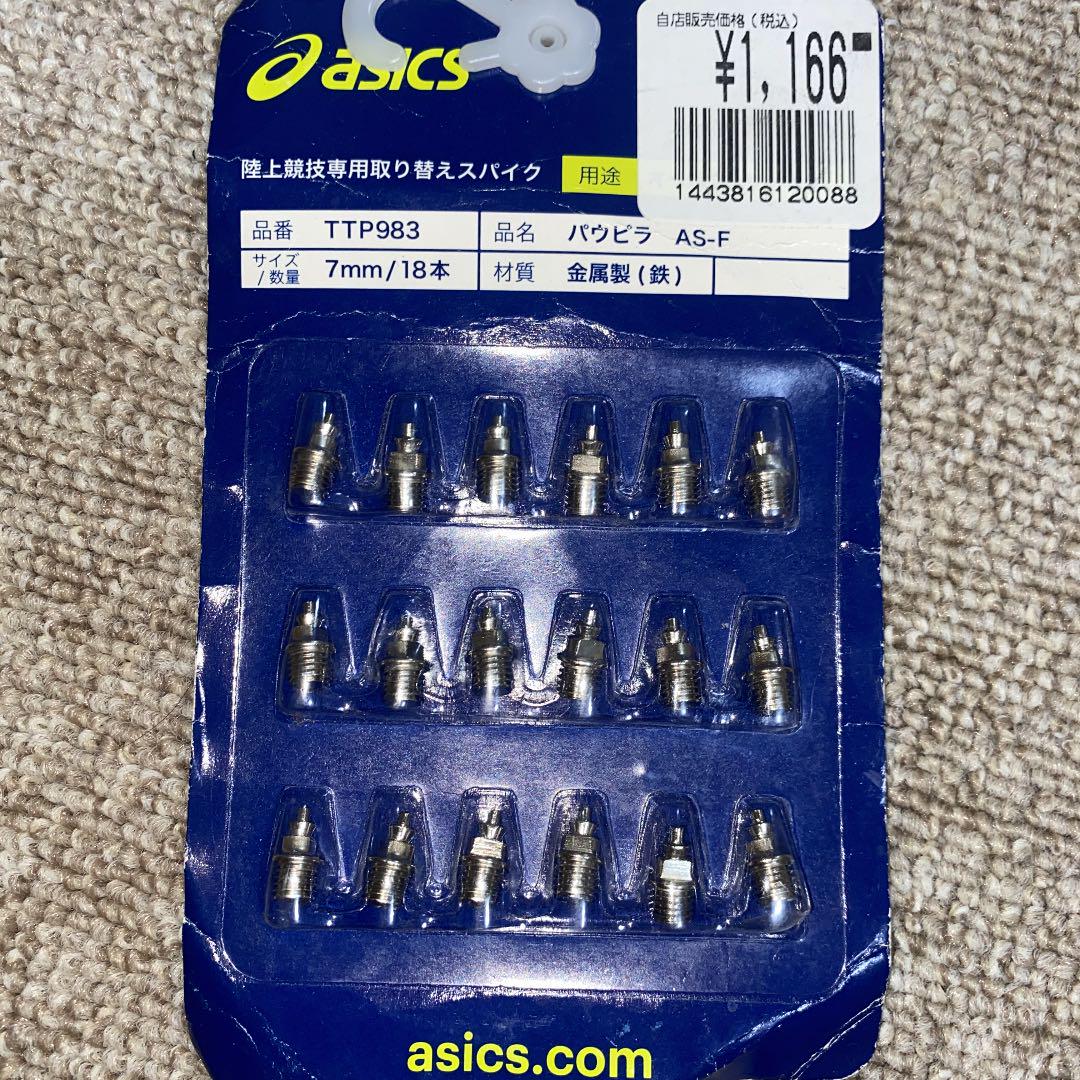 asics
自店販売価格(税込)
¥1,166
1443816120088
陸上競技専用取り替えスパイク
用途
品番 TTP983 品名 パウピラ AS-F
サイズ/数量 7mm/18本 材質 金属製(鉄)
asics.com